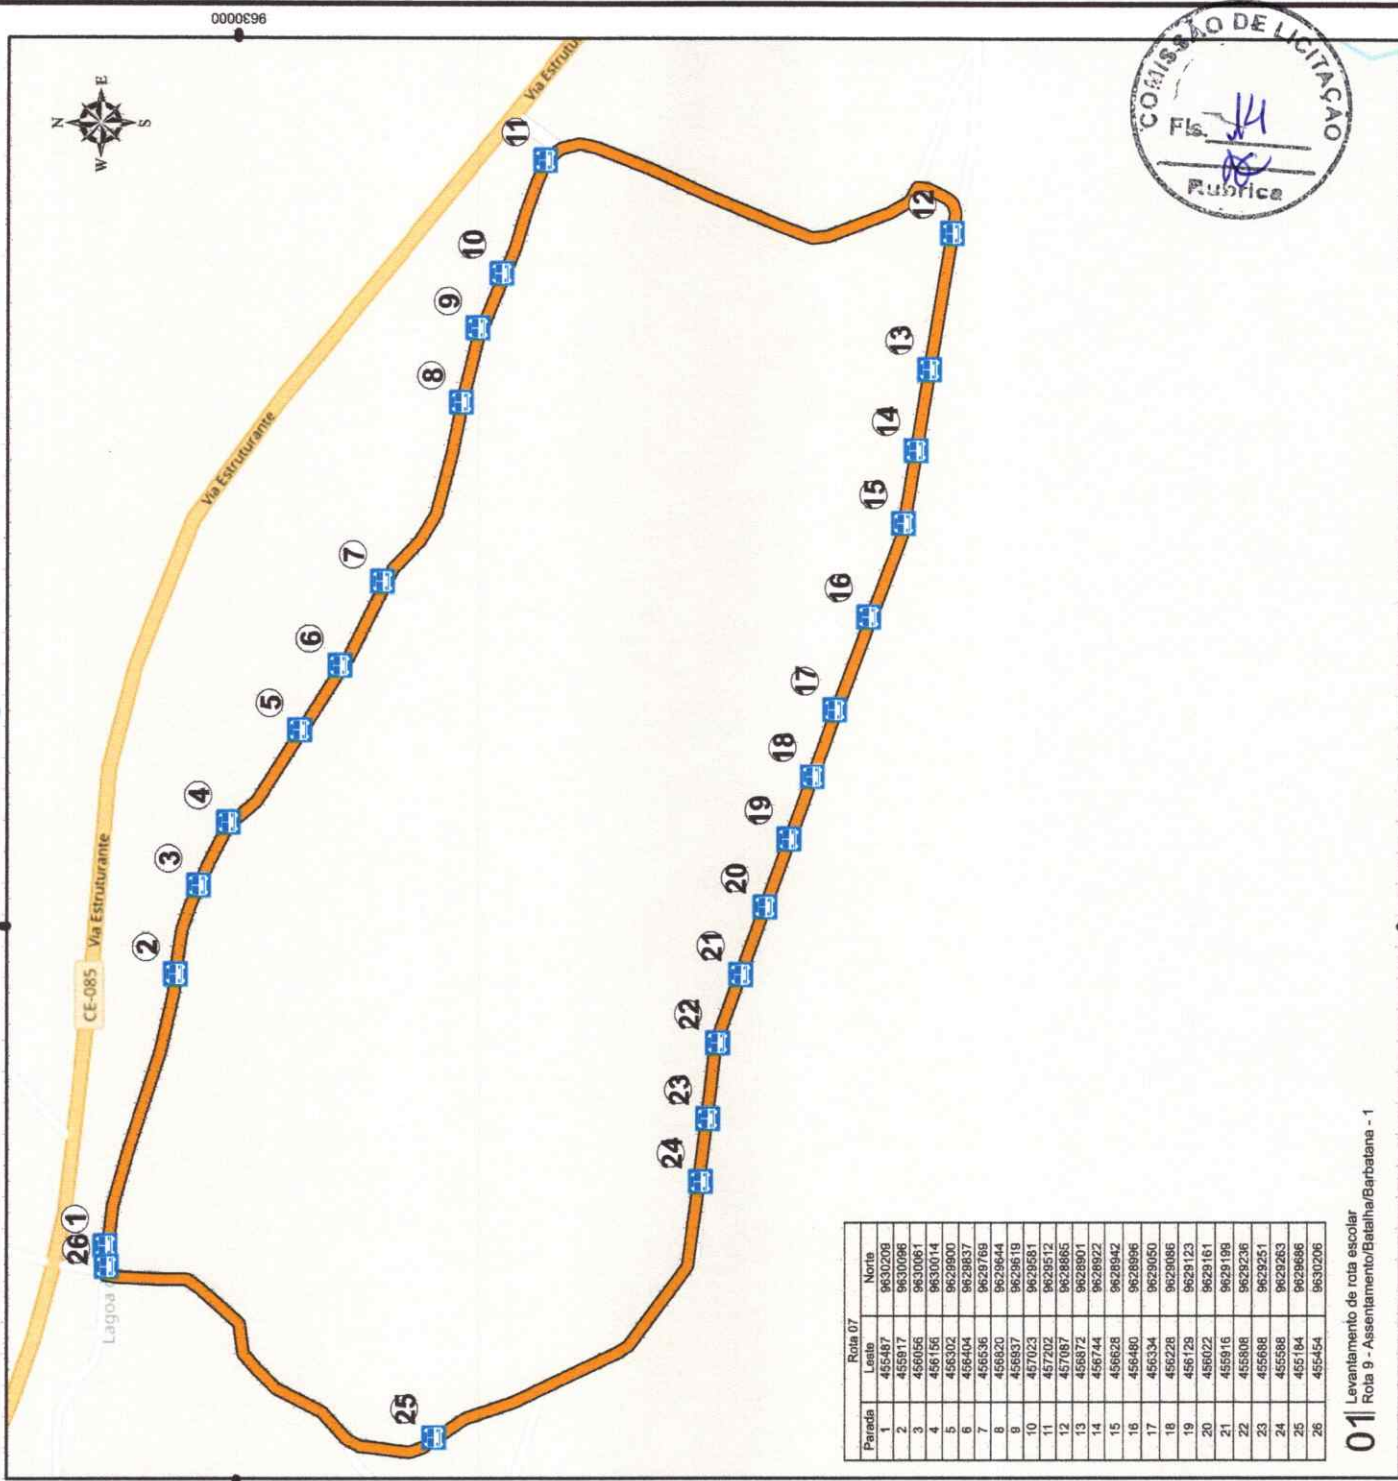 9630000
N
E
S
W
Via Estrutu
Via Estruturante
Via Estruturante
CE-085
Lagoa
1
2
3
4
5
6
7
8
9
10
11
12
13
14
15
16
17
18
19
20
21
22
23
24
25
26
COMISSÃO DE LICITAÇÃO
Fls. 14
Rubrica
Rota 07
Parada Leste Norte
1 455487 9630209
2 455917 9630096
3 456056 9630061
4 456156 9630014
5 456302 9629900
6 456404 9629837
7 456536 9629769
8 456820 9629644
9 456937 9629619
10 457023 9629581
11 457202 9629512
12 457087 9628865
13 456872 9628901
14 456744 9628922
15 456628 9628942
16 456480 9628996
17 456334 9629050
18 456228 9629086
19 456129 9629123
20 456022 9629161
21 455916 9629199
22 455808 9629236
23 455688 9629251
24 455588 9629263
25 455184 9629686
26 455454 9630206
01 Levantamento de rota escolar
Rota 9 - Assentamento/Batalha/Barbatana - 1